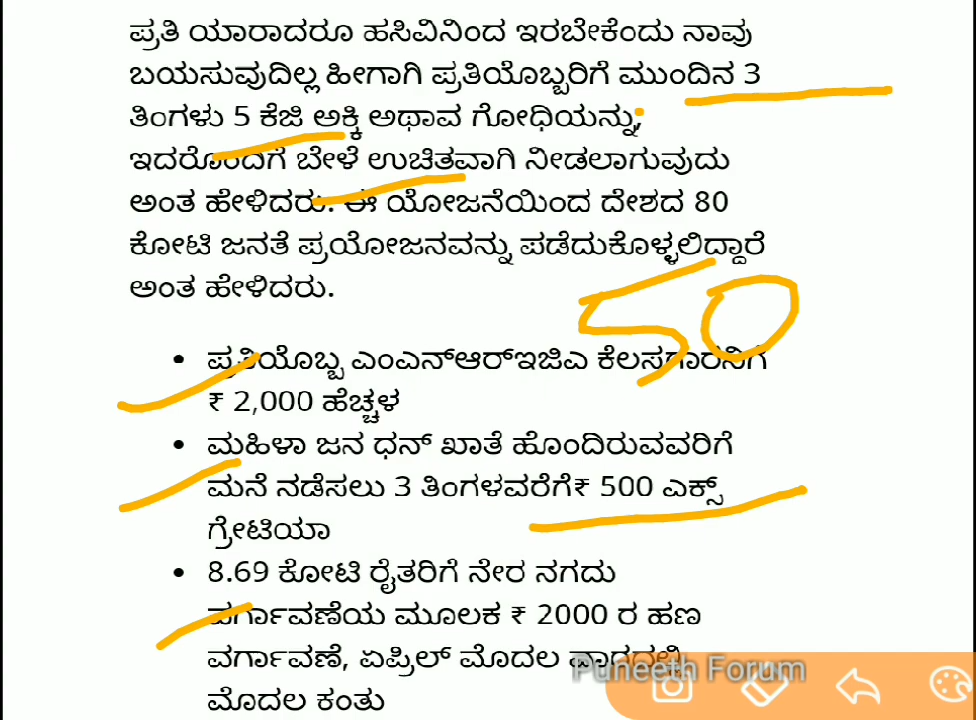 ಪ್ರತಿ ಯಾರಾದರೂ ಹಸಿವಿನಿಂದ ಇರಬೇಕೆಂದು ನಾವು
ಬಯಸುವುದಿಲ್ಲ ಹೀಗಾಗಿ ಪ್ರತಿಯೊಬ್ಬರಿಗೆ ಮುಂದಿನ 3
ತಿಂಗಳು 5 ಕೆಜಿ ಅಕ್ಕಿ ಅಥಾವ ಗೋಧಿಯನ್ನು,
ಇದರೊಂದಿಗೆ ಬೇಳೆ ಉಚಿತವಾಗಿ ನೀಡಲಾಗುವುದು
ಅಂತ ಹೇಳಿದರು. ಈ ಯೋಜನೆಯಿಂದ ದೇಶದ 80
ಕೋಟಿ ಜನತೆ ಪ್ರಯೋಜನವನ್ನು ಪಡೆದುಕೊಳ್ಳಲಿದ್ದಾರೆ
ಅಂತ ಹೇಳಿದರು.
50
• ಪ್ರತಿಯೊಬ್ಬ ಎಂಎನ್ಆರ್‌ಇಜಿಎ ಕೆಲಸಗಾರನಿಗೆ
₹ 2,000 ಹೆಚ್ಚಳ
• ಮಹಿಳಾ ಜನ ಧನ್ ಖಾತೆ ಹೊಂದಿರುವವರಿಗೆ
ಮನೆ ನಡೆಸಲು 3 ತಿಂಗಳವರೆಗೆ₹ 500 ಎಕ್ಸ್
ಗ್ರೇಟಿಯಾ
• 8.69 ಕೋಟಿ ರೈತರಿಗೆ ನೇರ ನಗದು
ವರ್ಗಾವಣೆಯ ಮೂಲಕ ₹ 2000 ರ ಹಣ
ವರ್ಗಾವಣೆ, ಏಪ್ರಿಲ್ ಮೊದಲ ವಾರದಲ್ಲಿ
ಮೊದಲ ಕಂತು
Puneeth Forum